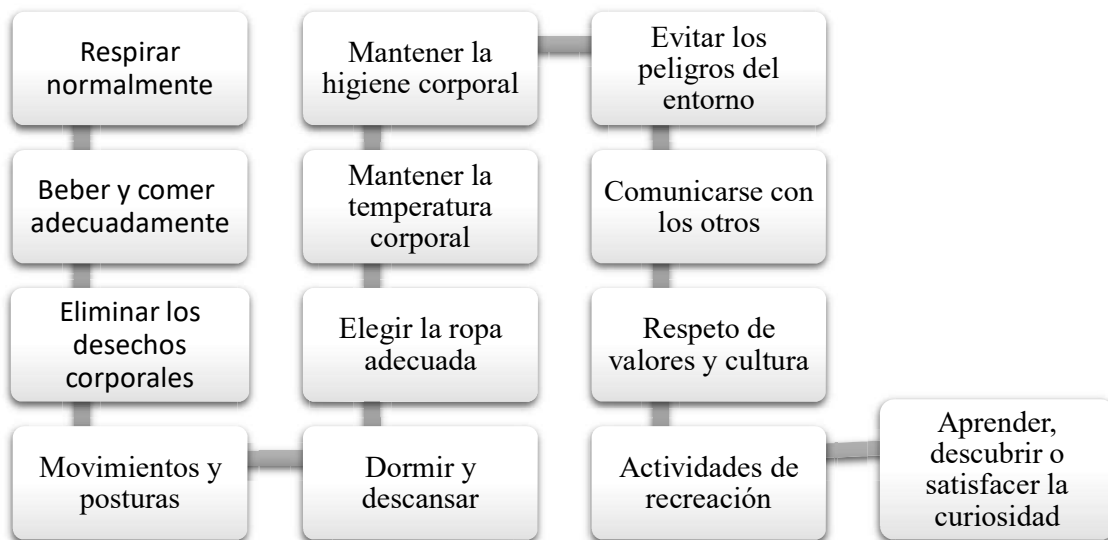 Respirar
normalmente
Beber y comer
adecuadamente
Eliminar los
desechos
corporales
Movimientos y
posturas
Dormir y
descansar
Elegir la ropa
adecuada
Mantener la
temperatura
corporal
Mantener la
higiene corporal
Evitar los
peligros del
entorno
Comunicarse con
los otros
Respeto de
valores y cultura
Actividades de
recreación
Aprender,
descubrir o
satisfacer la
curiosidad